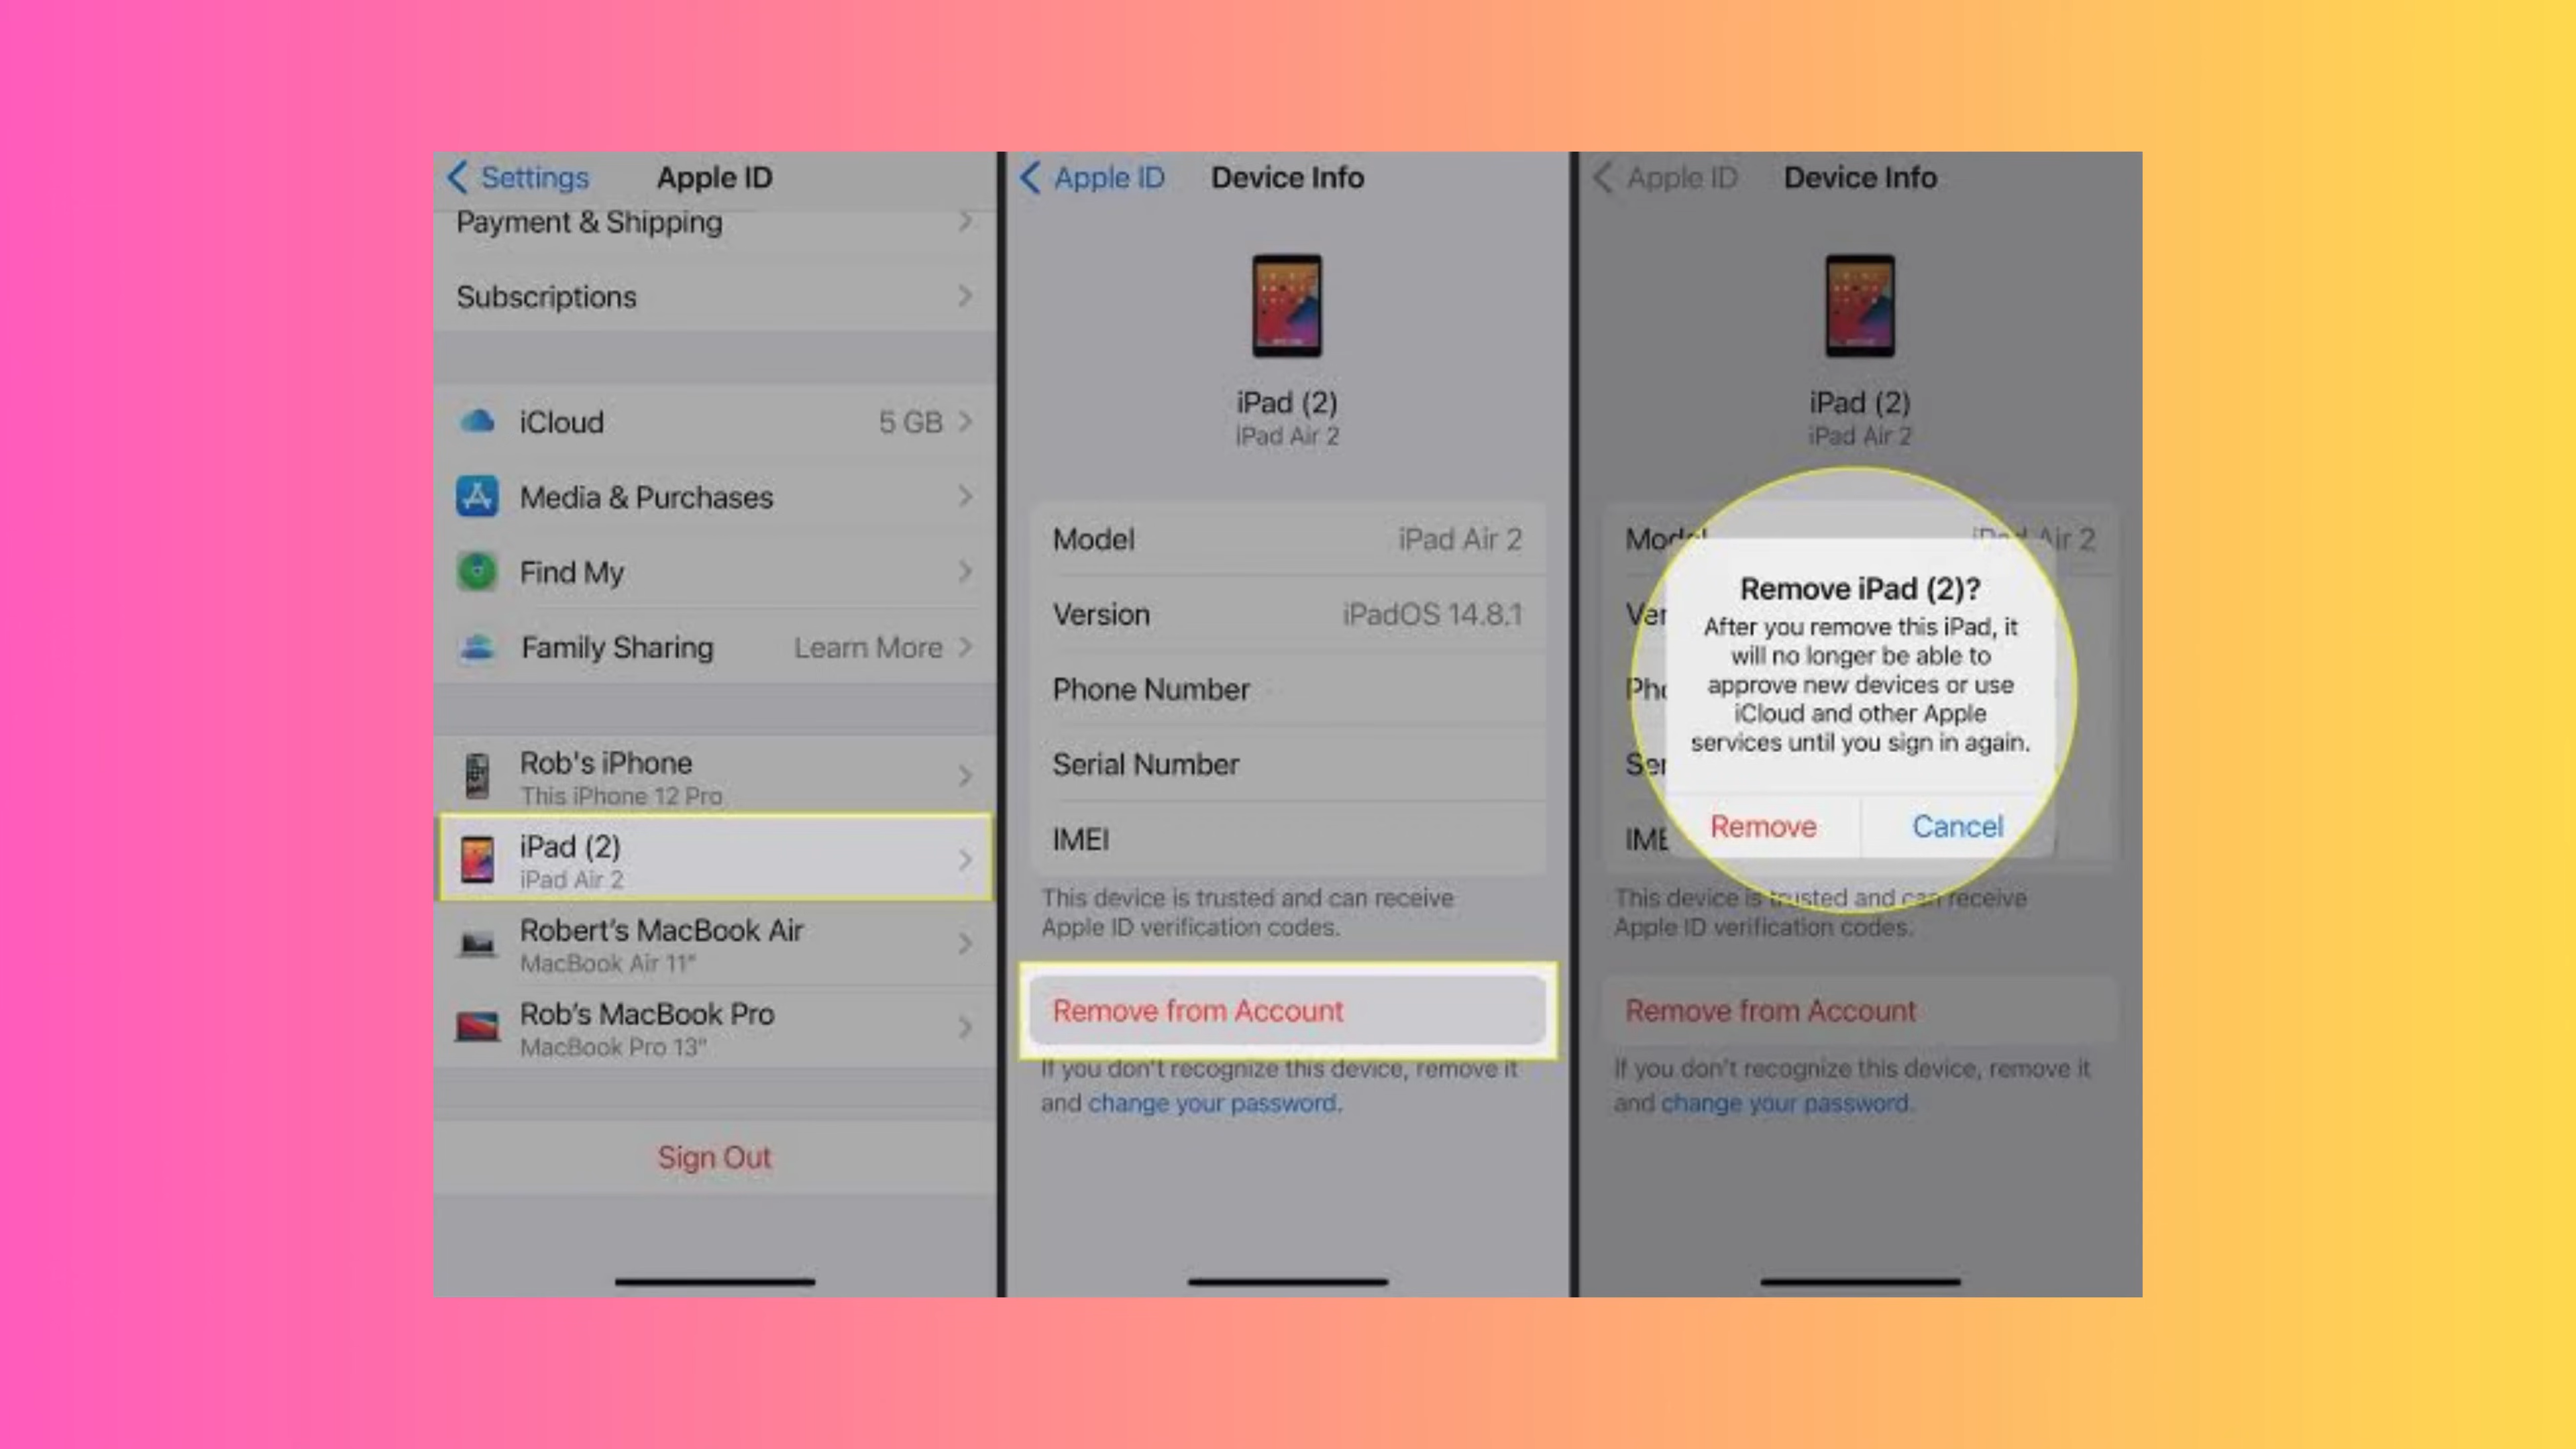 Settings
Apple ID
Payment & Shipping
Subscriptions
iCloud
5 GB
Media & Purchases
Find My
Family Sharing
Learn More
Rob's iPhone
This iPhone 12 Pro
iPad (2)
iPad Air 2
Robert's MacBook Air
MacBook Air 11"
Rob's MacBook Pro
MacBook Pro 13"
Sign Out
Apple ID
Device Info
iPad (2)
iPad Air 2
Model
iPad Air 2
Version
iPadOS 14.8.1
Phone Number
Serial Number
IMEI
This device is trusted and can receive
Apple ID verification codes.
Remove from Account
If you don't recognize this device, remove it
and change your password.
Apple ID
Device Info
iPad (2)
iPad Air 2
Model
iPad Air 2
Remove iPad (2)?
After you remove this iPad, it
will no longer be able to
approve new devices or use
iCloud and other Apple
services until you sign in again.
Remove
Cancel
This device is trusted and can receive
Apple ID verification codes.
Remove from Account
If you don't recognize this device, remove it
and change your password.